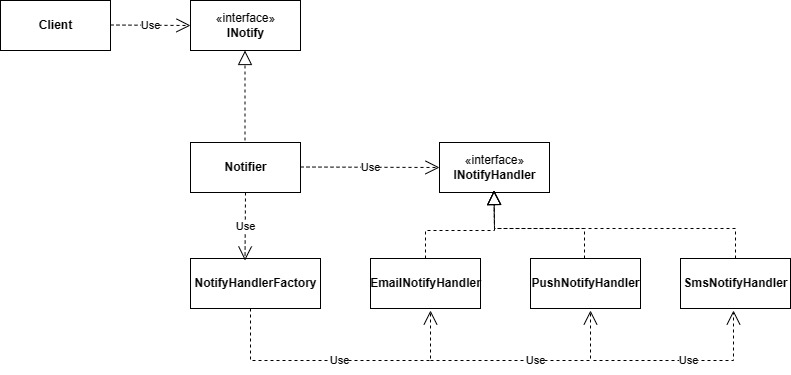 Client
Use
«interface»
INotify
Notifier
Use
«interface»
INotifyHandler
Use
NotifyHandlerFactory
EmailNotifyHandler
PushNotifyHandler
SmsNotifyHandler
Use
Use
Use